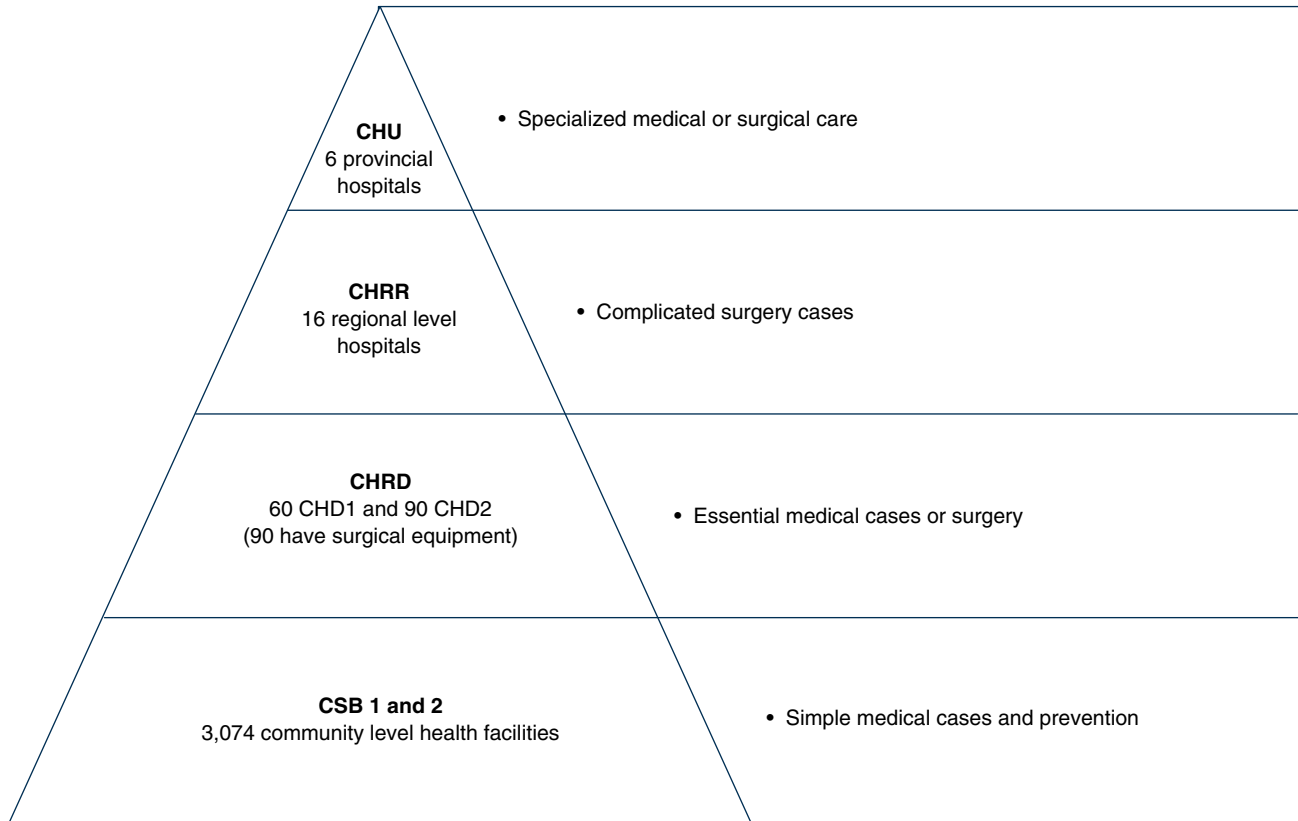 CHU
6 provincial
hospitals
• Specialized medical or surgical care
CHRR
16 regional level
hospitals
• Complicated surgery cases
CHRD
60 CHD1 and 90 CHD2
(90 have surgical equipment)
• Essential medical cases or surgery
CSB 1 and 2
3,074 community level health facilities
• Simple medical cases and prevention